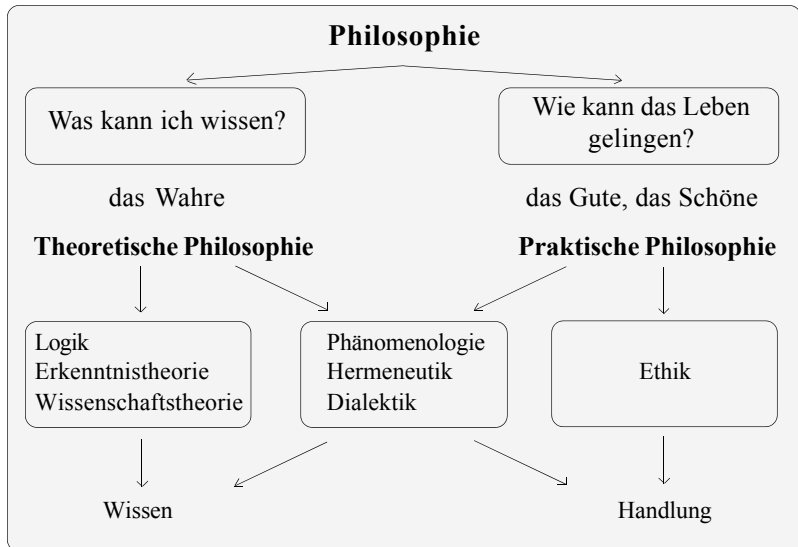 Philosophie
Was kann ich wissen?
Wie kann das Leben
gelingen?
das Wahre
das Gute, das Schöne
Theoretische Philosophie
Praktische Philosophie
Logik
Erkenntnistheorie
Wissenschaftstheorie
Phänomenologie
Hermeneutik
Dialektik
Ethik
Wissen
Handlung